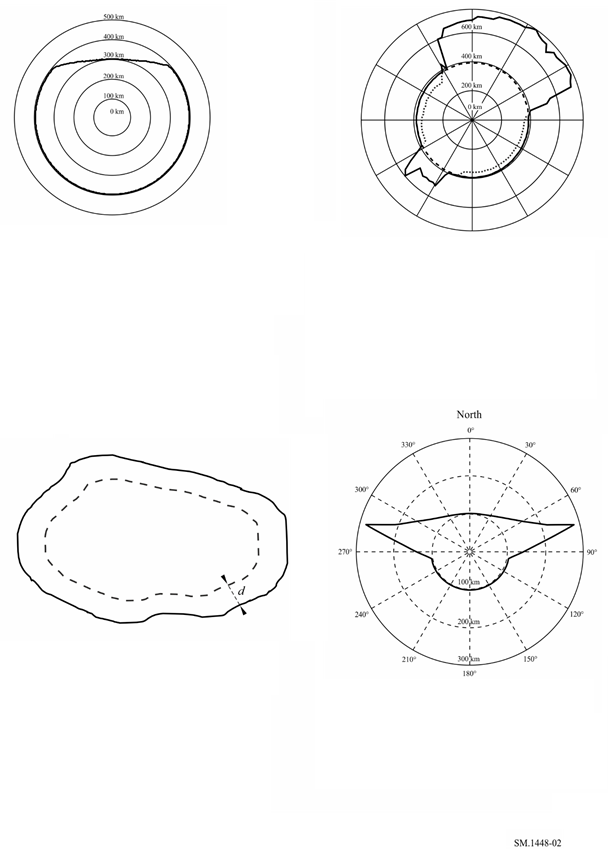 500 km
400 km
300 km
200 km
100 km
0 km
600 km
400 km
200 km
0 km
d
North
0°
330°
30°
300°
60°
270°
90°
100 km
240°
120°
200 km
210°
300 km
150°
180°
SM.1448-02